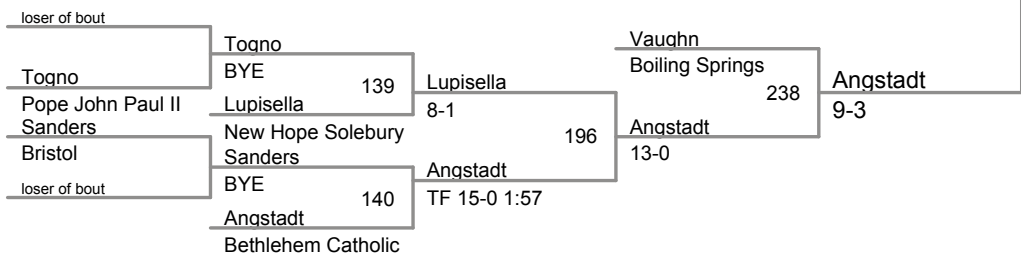 loser of bout
Togno
Pope John Paul II
Sanders
Bristol
loser of bout
Togno
BYE
139
Lupisella
New Hope Solebury
Sanders
BYE
140
Angstadt
Bethlehem Catholic
Lupisella
8-1
196
Angstadt
TF 15-0 1:57
Vaughn
Boiling Springs
238
Angstadt
13-0
Angstadt
9-3